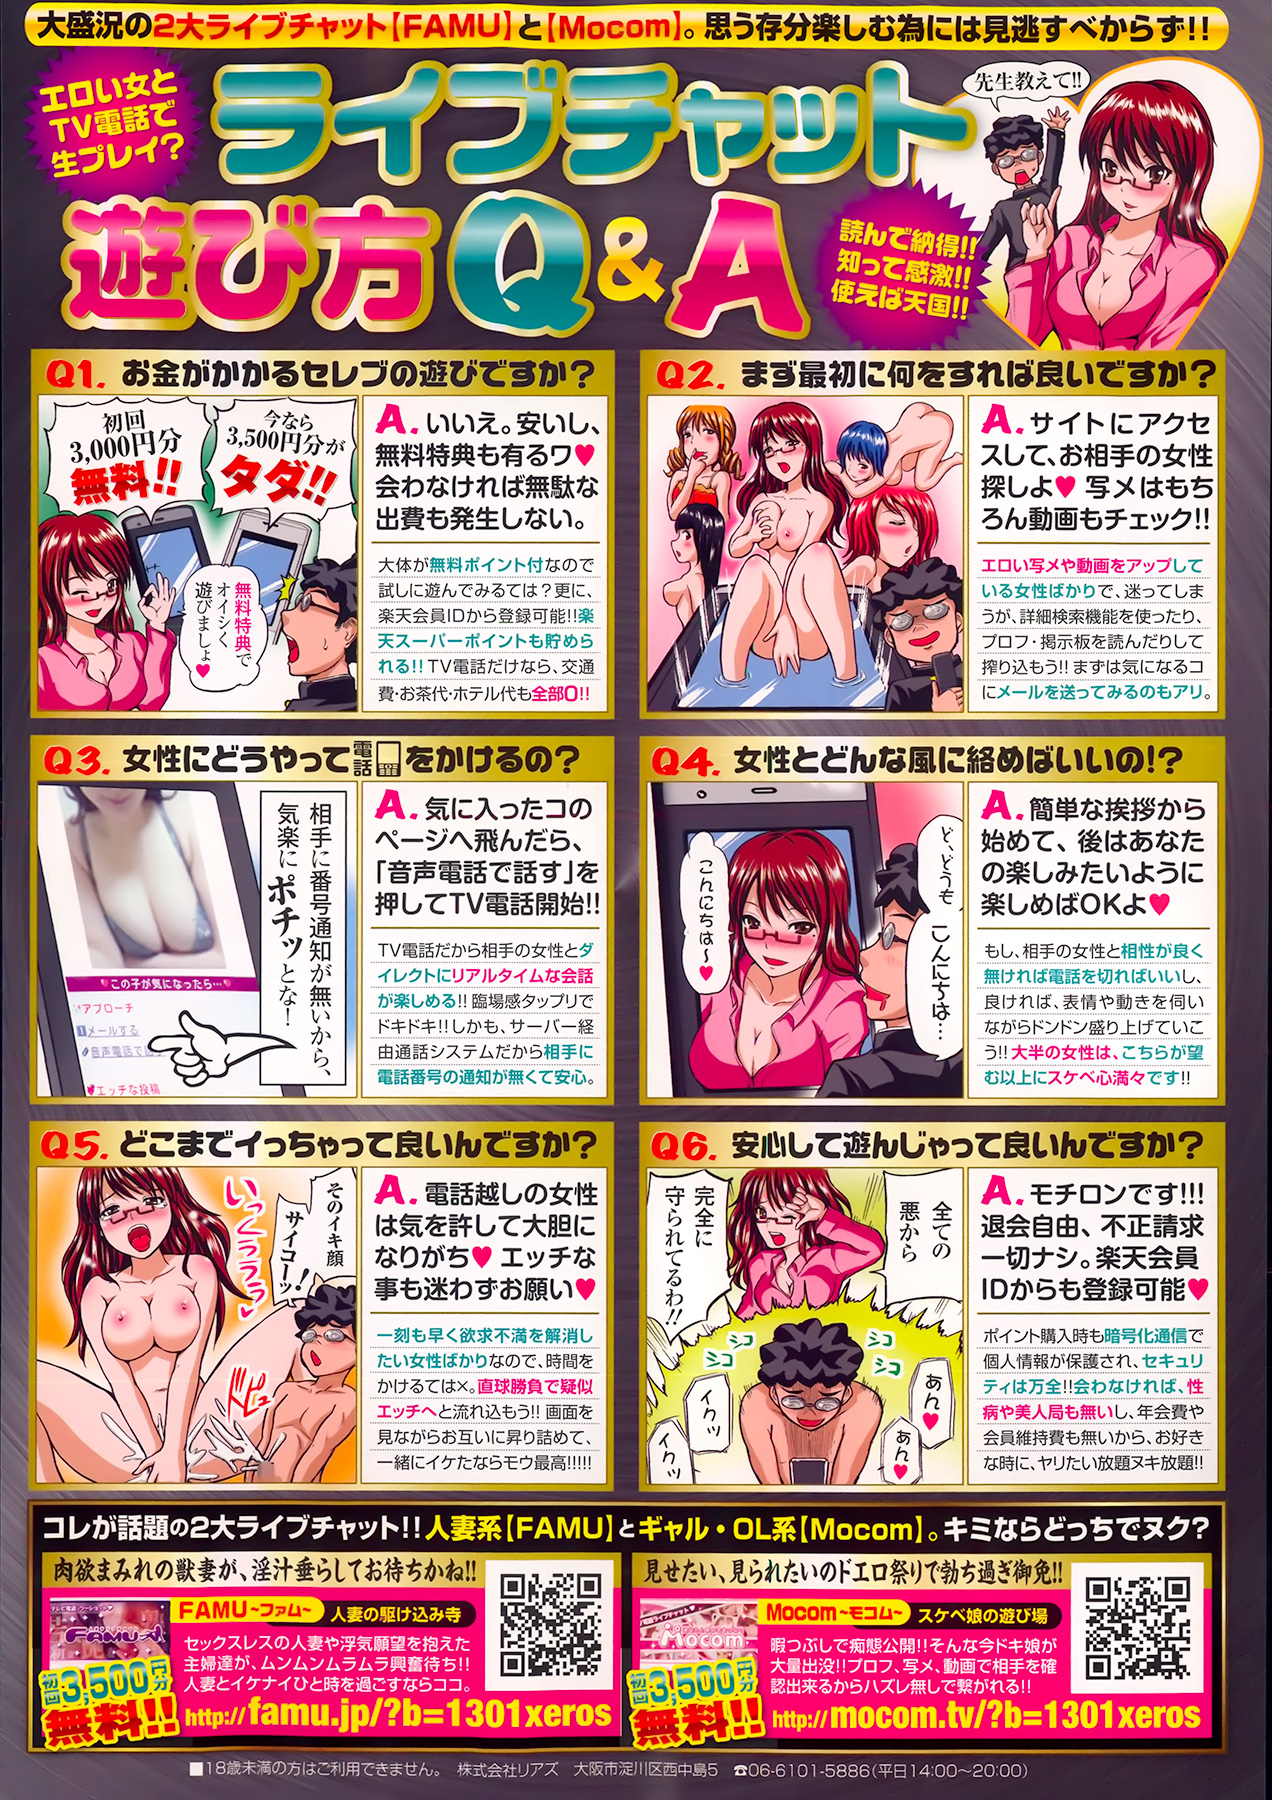 大盛況の2大ライブチャット【FAMU】と【Mocom】。思う存分楽しむ為には見逃すべからず!!
エロい女と
TV電話で
生プレイ?
ライブチャット
遊び方Q&A
先生教えて!!
読んで納得!!
知って感激!!
使えば天国!!
Q1. お金がかかるセレブの遊びですか?
初回
3,000円分
無料!!
今なら
3,500円分が
タダ!!
無料特典で
オイシく
遊びましょ♥
A. いいえ。安いし、
無料特典も有るワ♥
会わなければ無駄な
出費も発生しない。
大体が無料ポイント付なので
試しに遊んでみるては?更に、
楽天会員IDから登録可能!!楽
天スーパーポイントも貯めら
れる!! TV電話だけなら、交通
費・お茶代・ホテル代も全部0!!
Q2. まず最初に何をすれば良いですか?
A. サイトにアクセ
スして、お相手の女性
探しよ♥ 写メはもち
ろん動画もチェック!!
エロい写メや動画をアップして
いる女性ばかりで、迷ってしま
うが、詳細検索機能を使ったり、
プロフ・掲示板を読んだりして
搾り込もう!! まずは気になるコ
にメールを送ってみるのもアリ。
Q3. 女性にどうやって電話をかけるの?
相手に番号通知が無いから、
気楽にポチッとな!
♥この子が気になったら…♥
アプローチ
1メールする
音声電話で話す
♥エッチな投稿
A. 気に入ったコの
ページへ飛んだら、
「音声電話で話す」を
押してTV電話開始!!
TV電話だから相手の女性とダ
イレクトにリアルタイムな会話
が楽しめる!! 臨場感タップリで
ドキドキ!!しかも、サーバー経
由通話システムだから相手に
電話番号の通知が無くて安心。
Q4. 女性とどんな風に絡めばいいの!?
こんにちは〜♥
ど、どうも
こんにちは…
A. 簡単な挨拶から
始めて、後はあなた
の楽しみたいように
楽しめばOKよ♥
もし、相手の女性と相性が良く
無ければ電話を切ればいいし、
良ければ、表情や動きを伺い
ながらドンドン盛り上げていこ
う!! 大半の女性は、こちらが望
む以上にスケベ心満々です!!
Q5. どこまでイっちゃって良いんですか?
そのイキ顔
サイコーッ!
いっくぅぅぅ♥
ドピュ
A. 電話越しの女性
は気を許して大胆に
なりがち♥ エッチな
事も迷わずお願い♥
一刻も早く欲求不満を解消し
たい女性ばかりなので、時間を
かけるては×。直球勝負で疑似
エッチへと流れ込もう!! 画面を
見ながらお互いに昇り詰めて、
一緒にイケたならモウ最高!!!!!
Q6. 安心して遊んじゃって良いんですか?
全ての
悪から
完全に
守られてるわ!!
シコ
シコ
シコ
シコ
あん♥
あん♥
イクッ
イクッ
A. モチロンです!!!
退会自由、不正請求
一切ナシ。楽天会員
IDからも登録可能♥
ポイント購入時も暗号化通信で
個人情報が保護され、セキュリ
ティは万全!!会わなければ、性
病や美人局も無いし、年会費や
会員維持費も無いから、お好き
な時に、ヤリたい放題ヌキ放題!!
コレが話題の2大ライブチャット!! 人妻系【FAMU】とギャル・OL系【Mocom】。キミならどっちでヌク?
肉欲まみれの獣妻が、淫汁垂らしてお待ちかね!!
FAMU
FAMU~ファム~ 人妻の駆け込み寺
セックスレスの人妻や浮気願望を抱えた
主婦達が、ムンムンムラムラ興奮待ち!!
人妻とイケナイひと時を過ごすならココ。
初回3,500円分
無料!!
http://famu.jp/?b=1301xeros
見せたい、見られたいのドエロ祭りで勃ち過ぎ御免!!
Mocom
Mocom~モコム~ スケベ娘の遊び場
暇つぶしで痴態公開!!そんな今ドキ娘が
大量出没!!プロフ、写メ、動画で相手を確
認出来るからハズレ無しで繋がれる!!
初回3,500円分
無料!!
http://mocom.tv/?b=1301xeros
■18歳未満の方はご利用できません。 株式会社リアズ 大阪市淀川区西中島5 ☎06-6101-5886(平日14:00〜20:00)